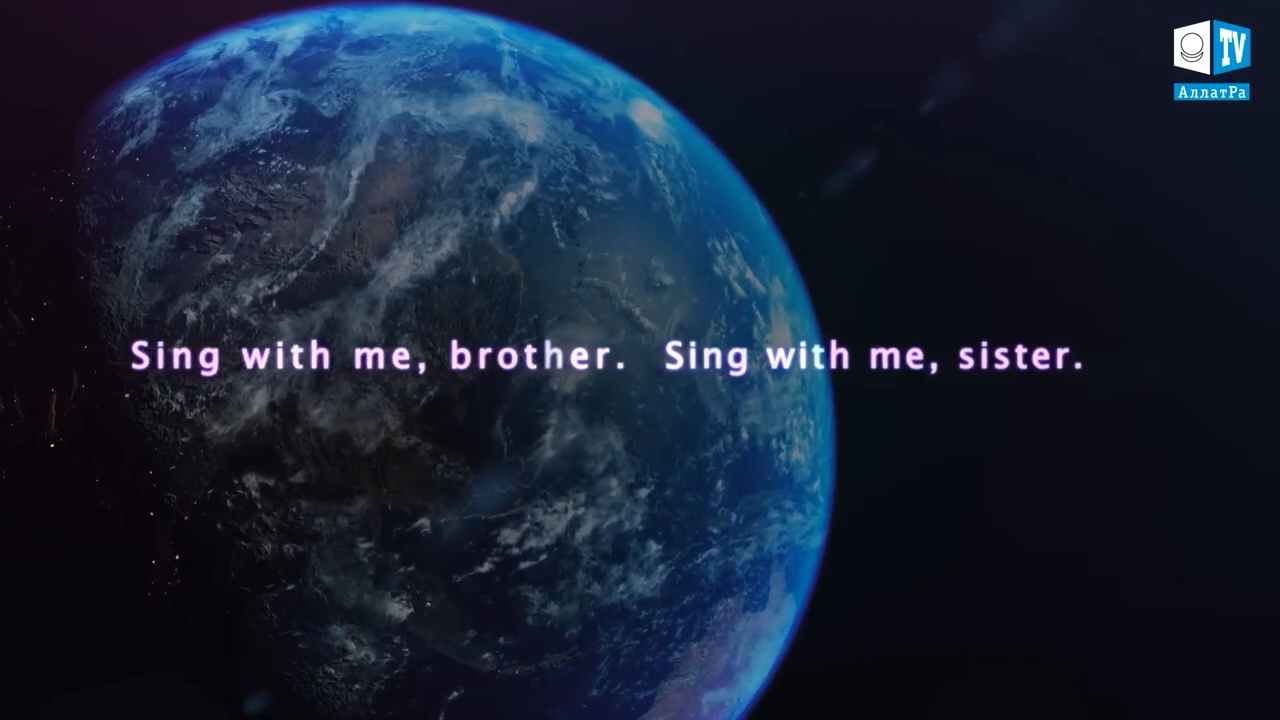 TV
АллатРа
Sing with me, brother. Sing with me, sister.